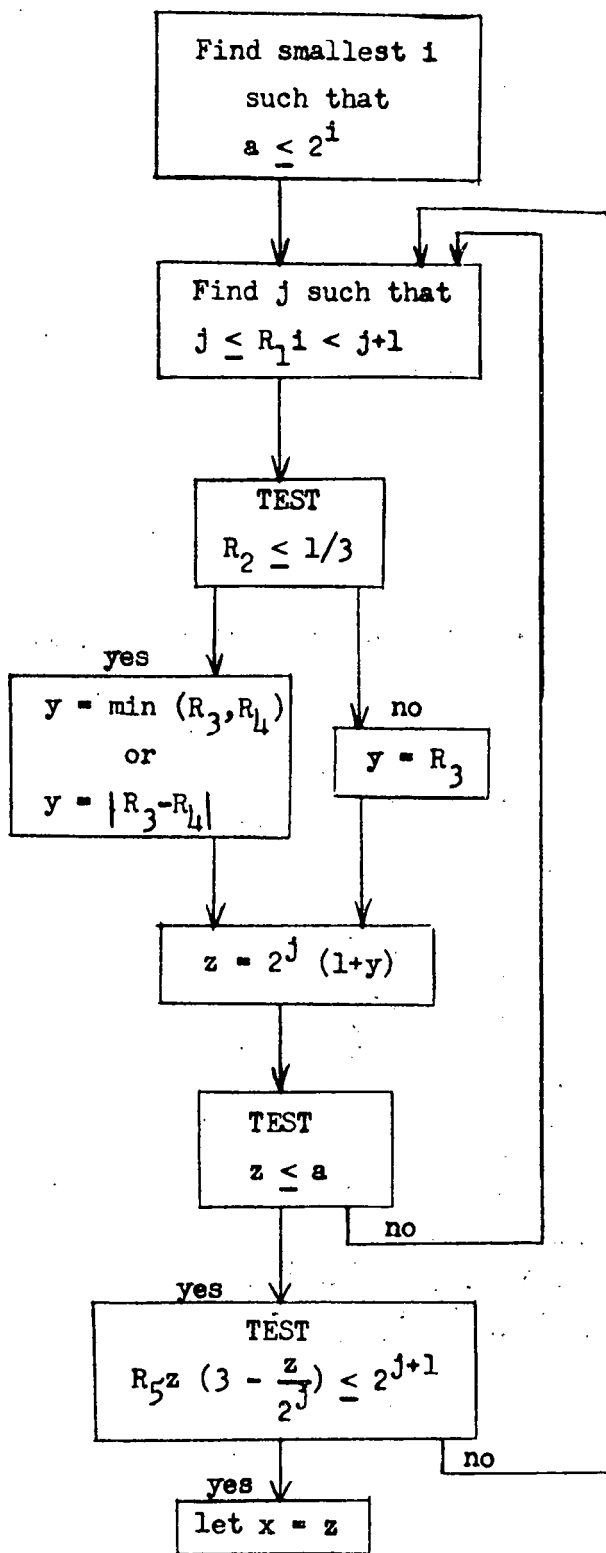 Find smallest i
such that
a ≤ 2^i
Find j such that
j ≤ R_1 i < j+1
TEST
R_2 ≤ 1/3
yes
no
y = min (R_3, R_4)
or
y = |R_3-R_4|
y = R_3
z = 2^j (1+y)
TEST
z ≤ a
no
yes
TEST
R_5 z (3 - z/2^j) ≤ 2^{j+1}
no
yes
let x = z